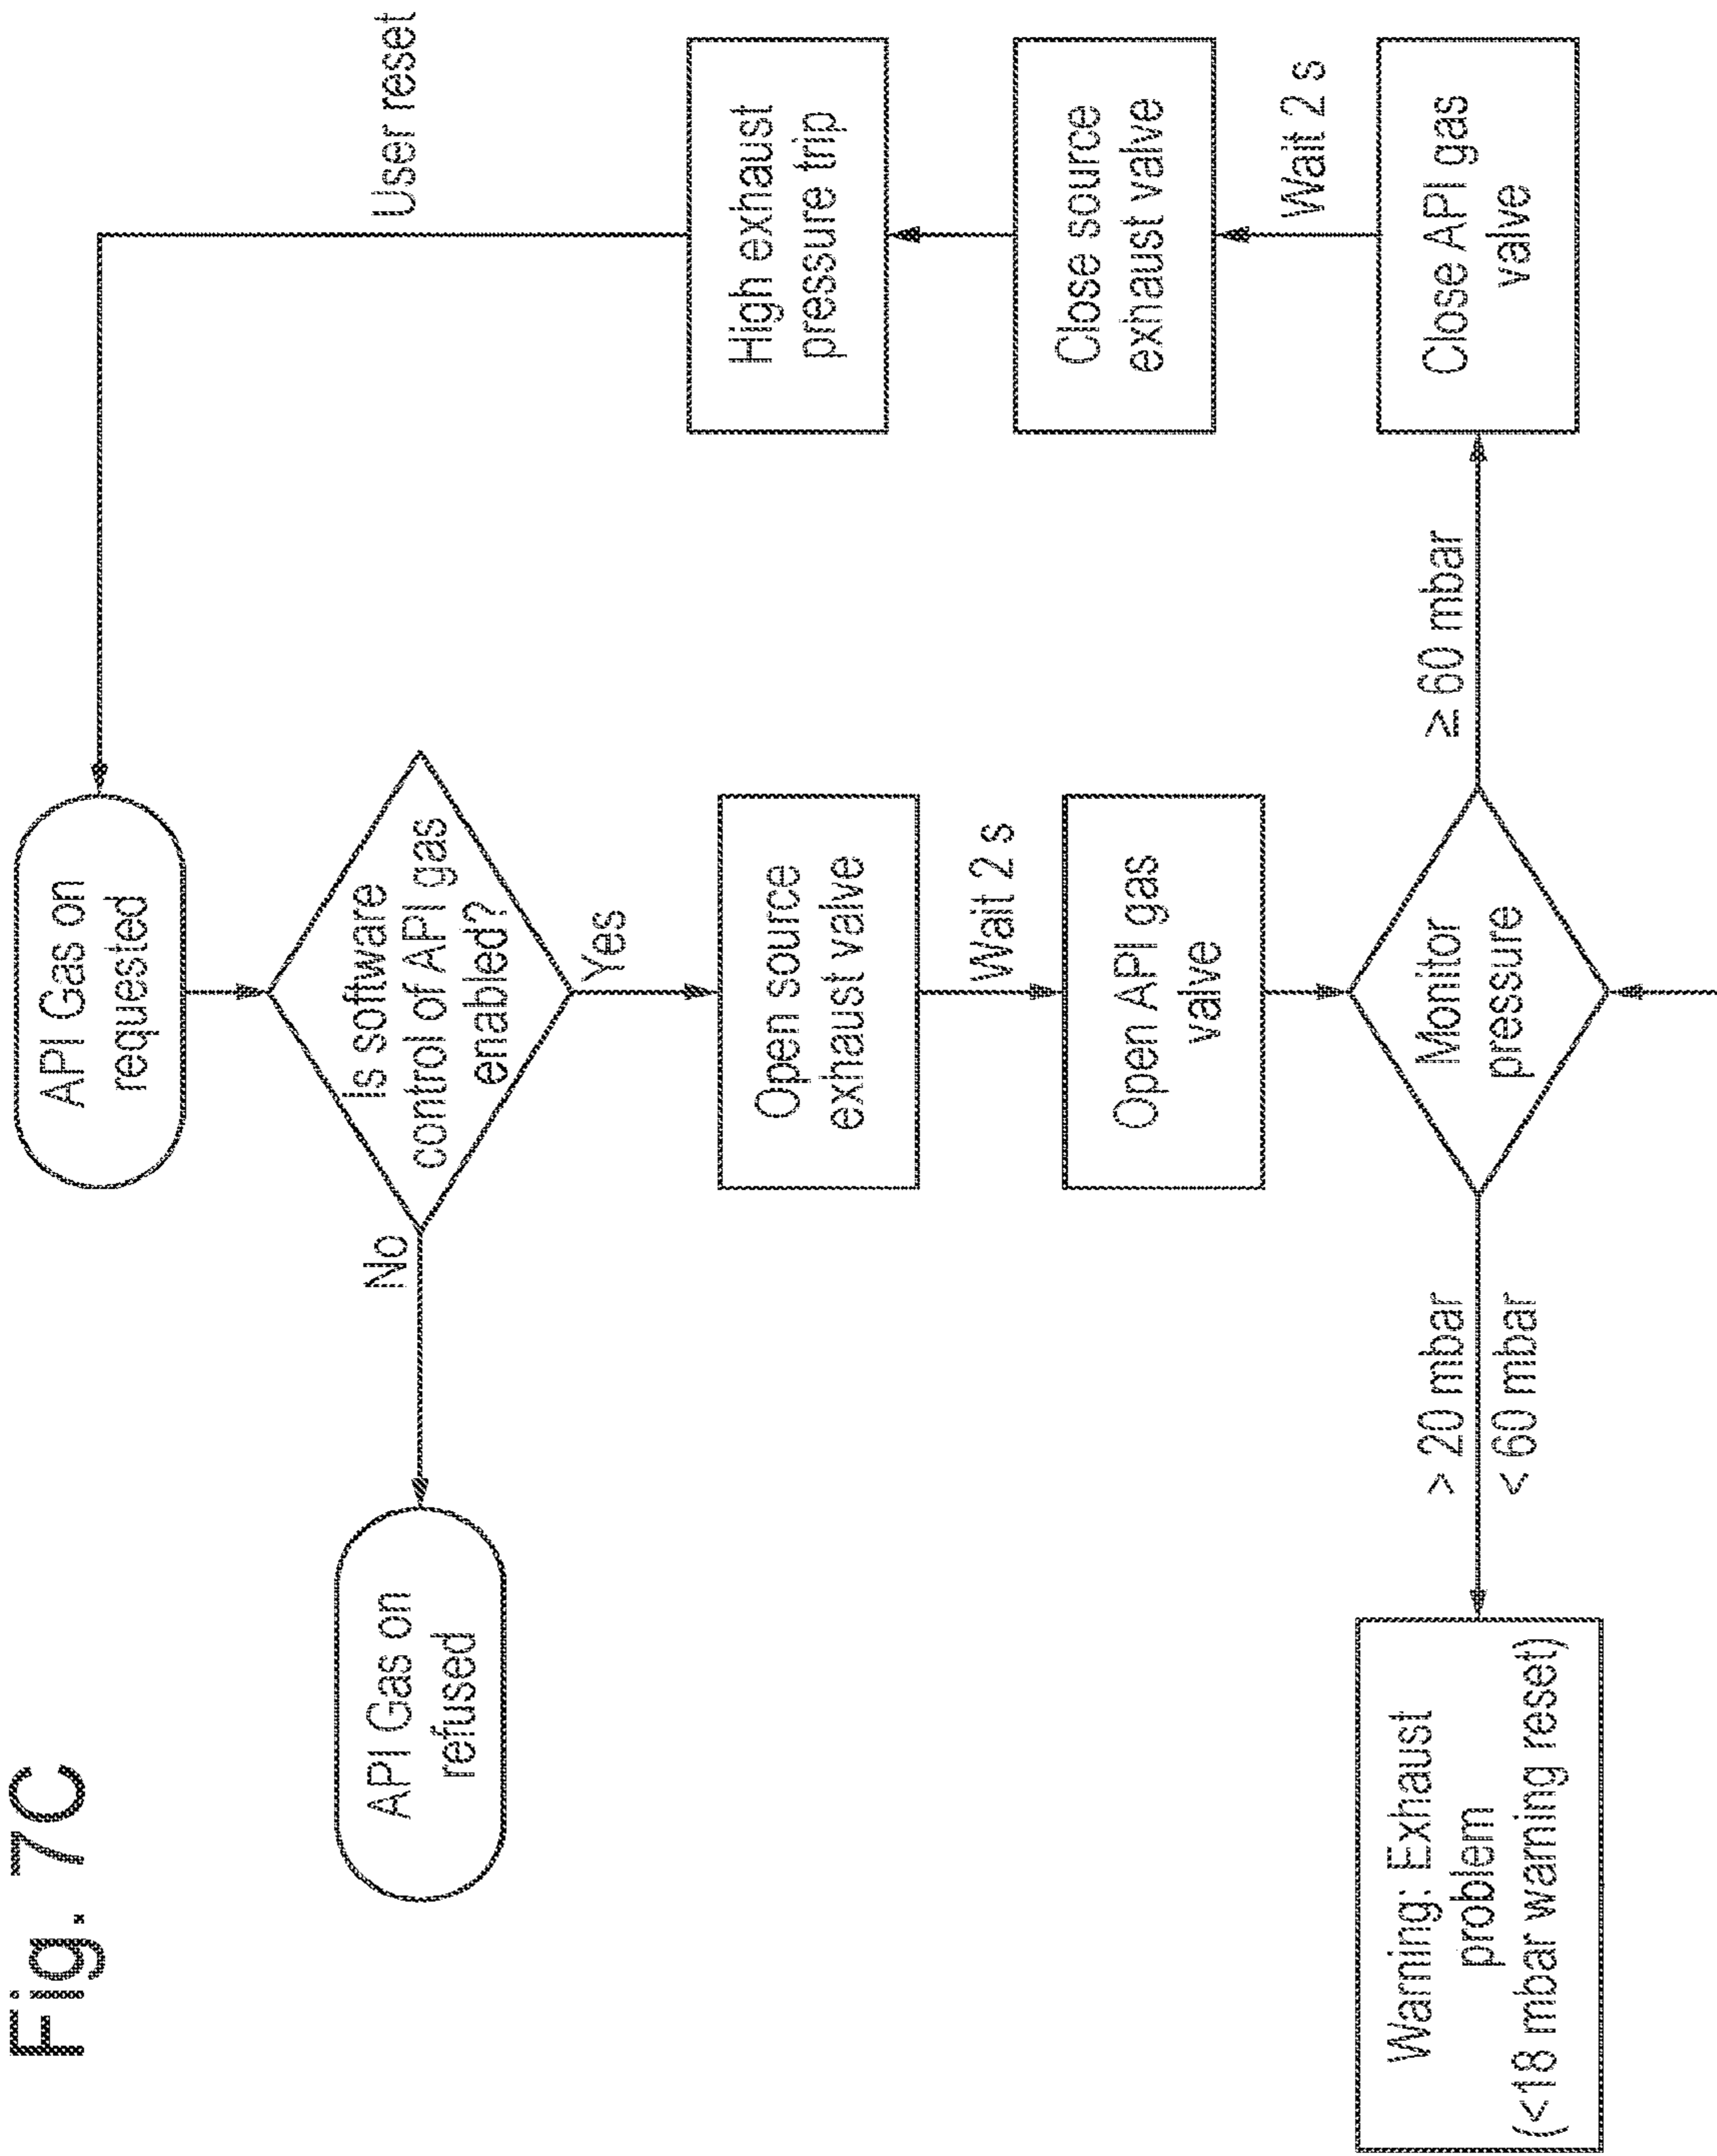 Fig. 7C
API Gas on
requested
User reset
Is software
control of API gas
enabled?
No
Yes
API Gas on
refused
Open source
exhaust valve
High exhaust
pressure trip
Wait 2 s
Open API gas
valve
Close source
exhaust valve
Wait 2 s
Monitor
pressure
> 20 mbar
< 60 mbar
≥ 60 mbar
Close API gas
valve
Warning: Exhaust
problem
(<18 mbar warning reset)